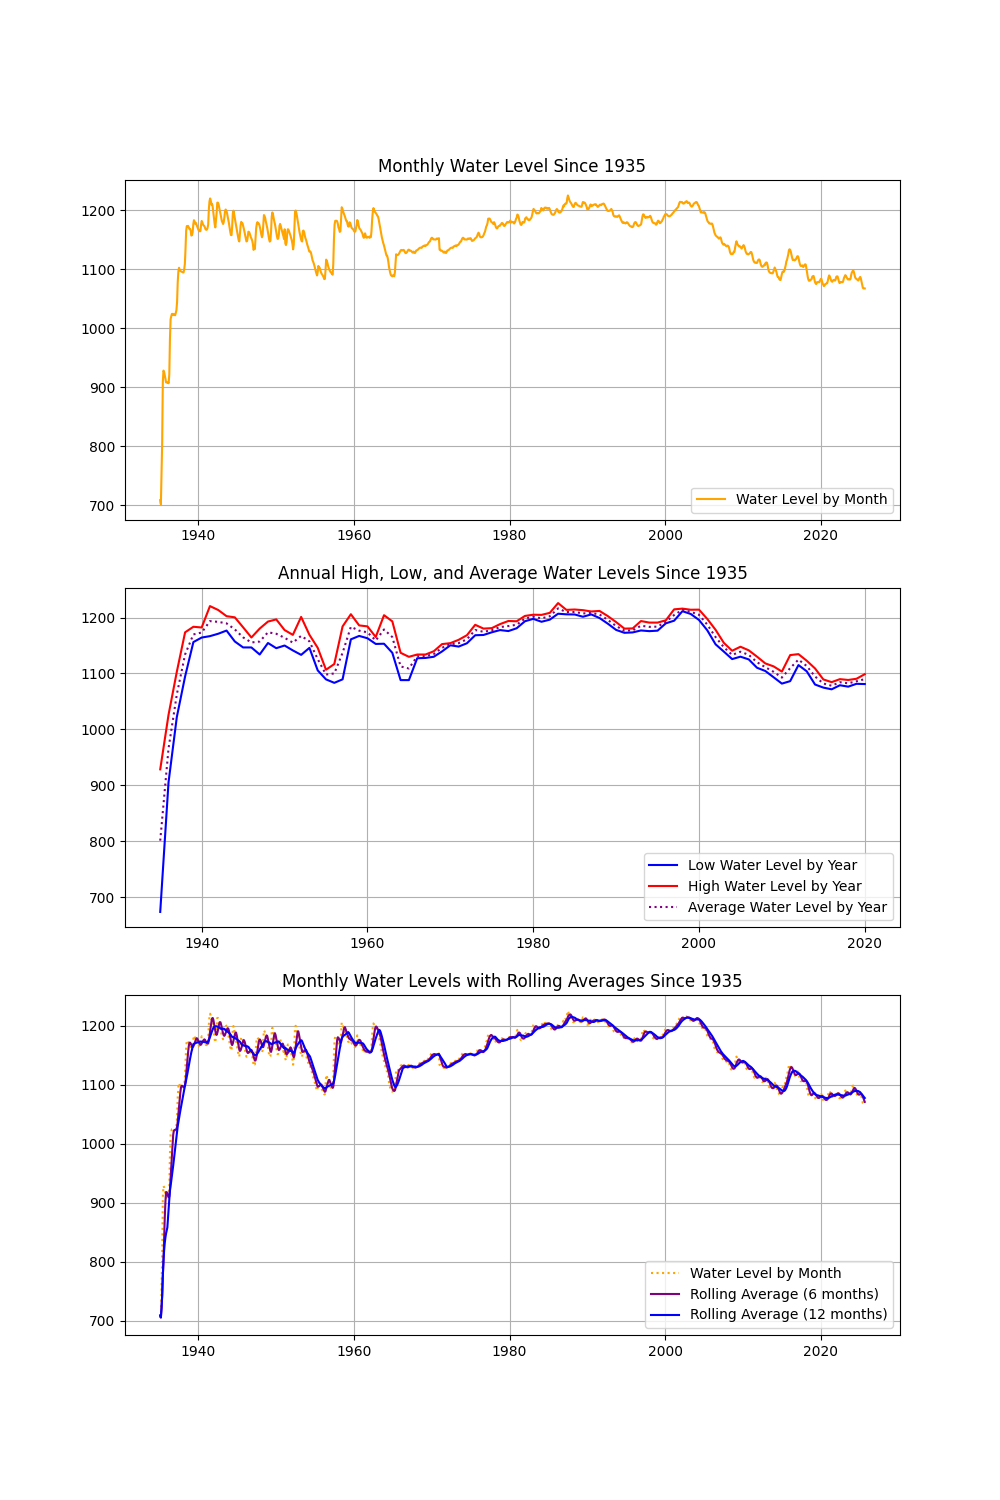 Monthly Water Level Since 1935
1200
1100
1000
900
800
700
Water Level by Month
1940 1960 1980 2000 2020
Annual High, Low, and Average Water Levels Since 1935
1200
1100
1000
900
800
700
Low Water Level by Year
High Water Level by Year
Average Water Level by Year
1940 1960 1980 2000 2020
Monthly Water Levels with Rolling Averages Since 1935
1200
1100
1000
900
800
700
Water Level by Month
Rolling Average (6 months)
Rolling Average (12 months)
1940 1960 1980 2000 2020